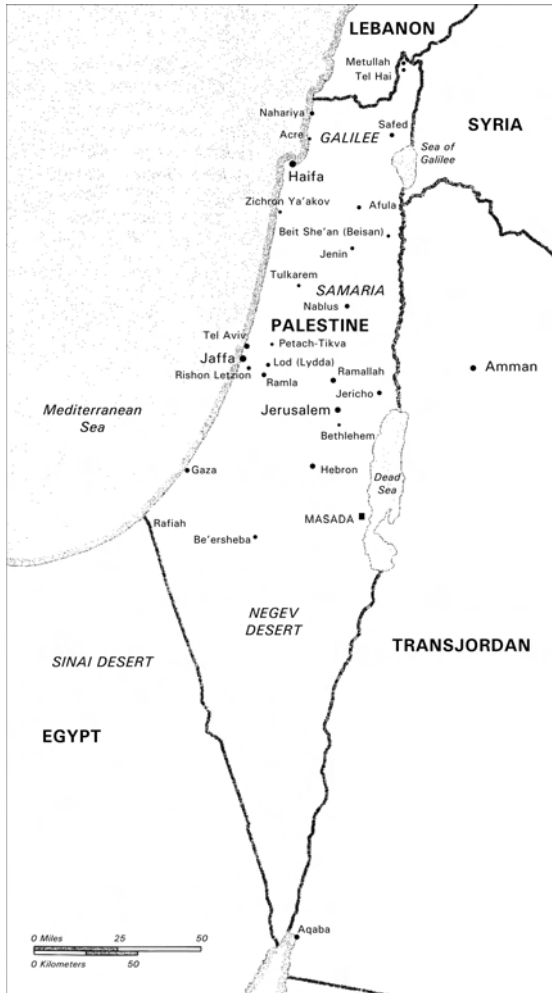 LEBANON
Metullah
Tel Hai
Nahariya
Acre
GALILEE
Safed
SYRIA
Sea of
Galilee
Haifa
Zichron Ya'akov
Afula
Beit She'an (Beisan)
Jenin
Tulkarem
SAMARIA
Nablus
PALESTINE
Tel Aviv
Petach-Tikva
Jaffa
Lod (Lydda)
Rishon Letzion
Ramla
Ramallah
Amman
Jericho
Mediterranean
Sea
Jerusalem
Bethlehem
Gaza
Hebron
Dead
Sea
Rafiah
MASADA
Be'ersheba
NEGEV
DESERT
SINAI DESERT
TRANSJORDAN
EGYPT
Aqaba
0 Miles 25 50
0 Kilometers 50